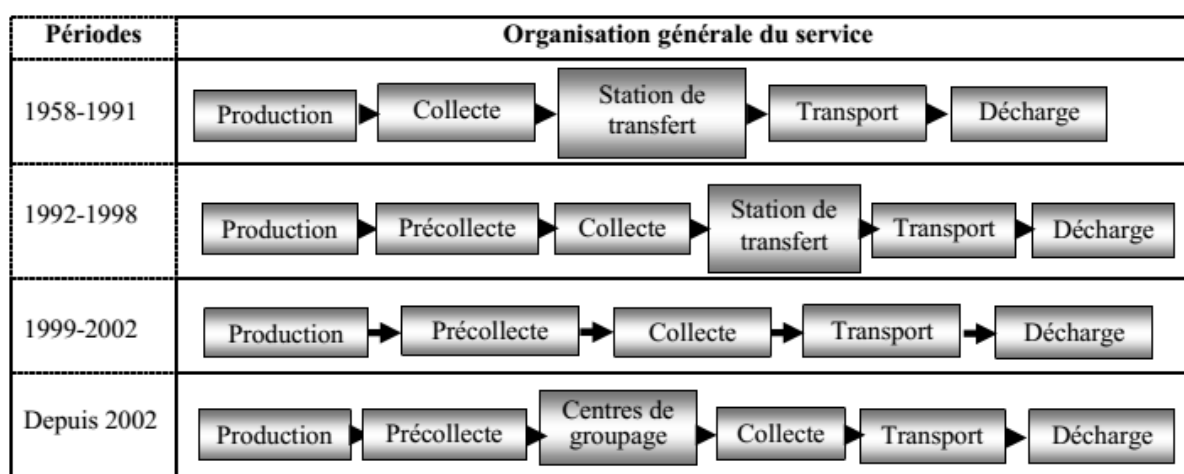 Périodes Organisation générale du service
1958-1991 Production Collecte Station de transfert Transport Décharge
1992-1998 Production Précollecte Collecte Station de transfert Transport Décharge
1999-2002 Production Précollecte Collecte Transport Décharge
Depuis 2002 Production Précollecte Centres de groupage Collecte Transport Décharge